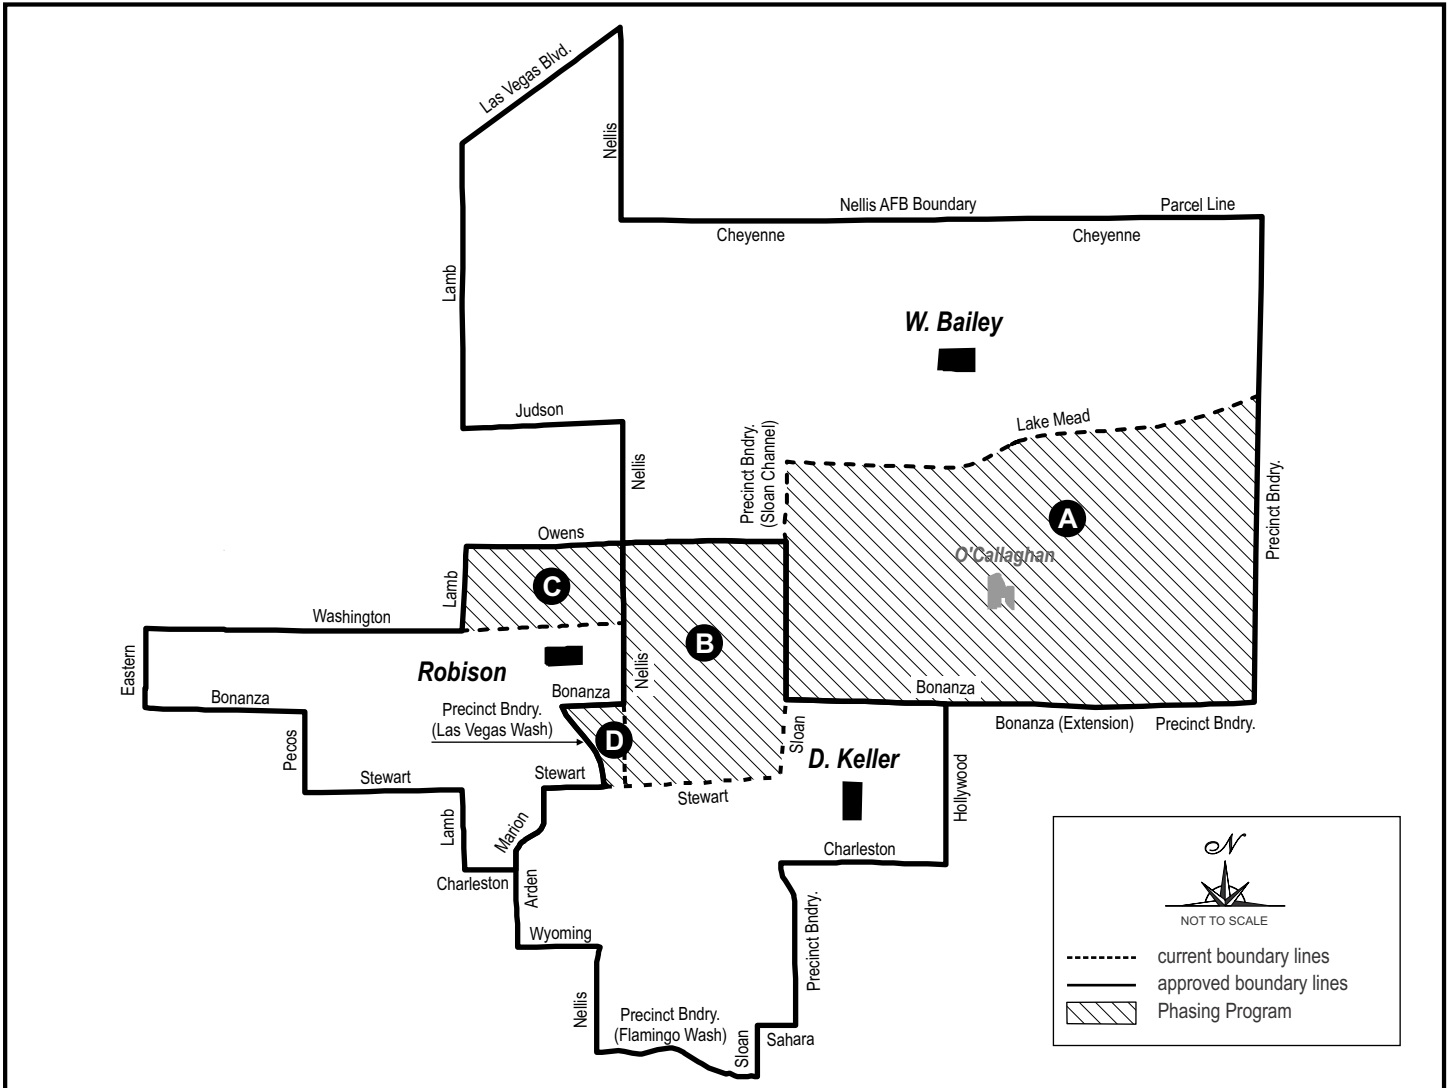 Las Vegas Blvd.
Nellis
Nellis AFB Boundary
Parcel Line
Cheyenne
Cheyenne
Lamb
W. Bailey
Judson
Lake Mead
Nellis
Precinct Bndry.
(Sloan Channel)
Precinct Bndry.
A
Owens
O'Callaghan
C
Lamb
Washington
B
Eastern
Robison
Nellis
Bonanza
Bonanza
Bonanza
Precinct Bndry.
(Las Vegas Wash)
Bonanza (Extension)
Precinct Bndry.
D
Sloan
Pecos
D. Keller
Stewart
Stewart
Stewart
Hollywood
Lamb
Marion
Charleston
Charleston
Arden
Wyoming
Precinct Bndry.
Nellis
Precinct Bndry.
(Flamingo Wash)
Sloan
Sahara
N
NOT TO SCALE
current boundary lines
approved boundary lines
Phasing Program